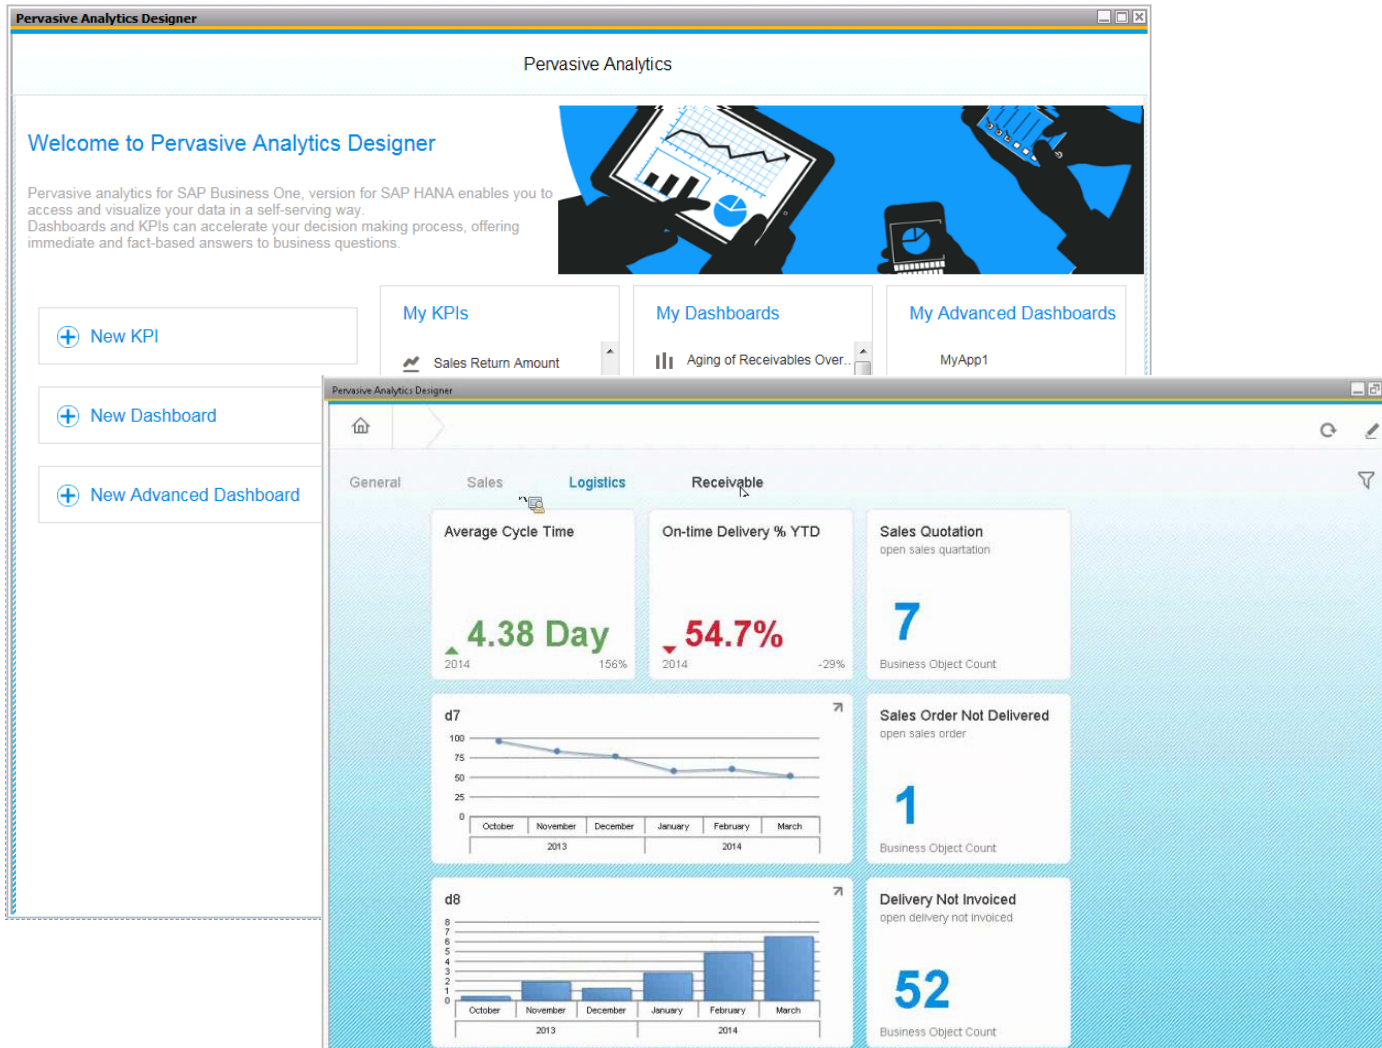 Pervasive Analytics Designer
Pervasive Analytics
Welcome to Pervasive Analytics Designer
Pervasive analytics for SAP Business One, version for SAP HANA enables you to
access and visualize your data in a self-serving way.
Dashboards and KPIs can accelerate your decision making process, offering
immediate and fact-based answers to business questions.
New KPI
New Dashboard
New Advanced Dashboard
My KPIs
Sales Return Amount
My Dashboards
Aging of Receivables Over..
My Advanced Dashboards
MyApp1
Pervasive Analytics Designer
General Sales Logistics Receivable
Average Cycle Time
4.38 Day
2014 156%
On-time Delivery % YTD
54.7%
2014 -29%
Sales Quotation
open sales quartation
7
Business Object Count
d7
100
75
50
25
0
October November December January February March
2013 2014
Sales Order Not Delivered
open sales order
1
Business Object Count
d8
8
7
6
5
4
3
2
1
0
October November December January February March
2013 2014
Delivery Not Invoiced
open delivery not invoiced
52
Business Object Count